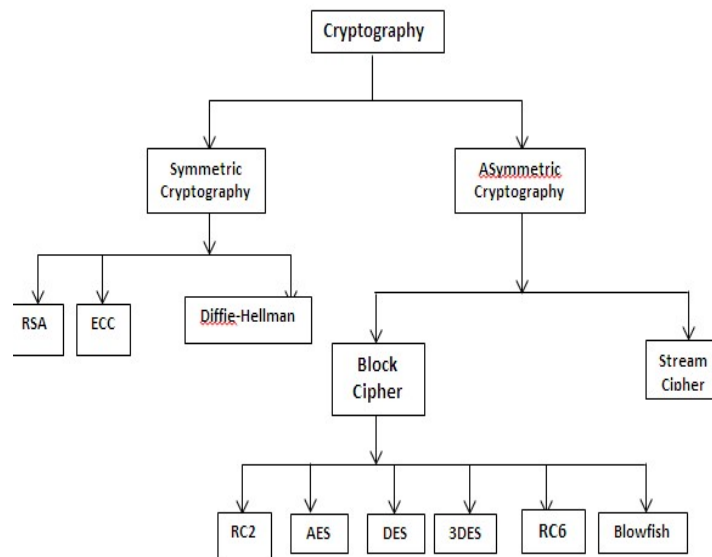 Cryptography
Symmetric
Cryptography
ASymmetric
Cryptography
RSA
ECC
Diffie-Hellman
Block
Cipher
Stream
Cipher
RC2
AES
DES
3DES
RC6
Blowfish